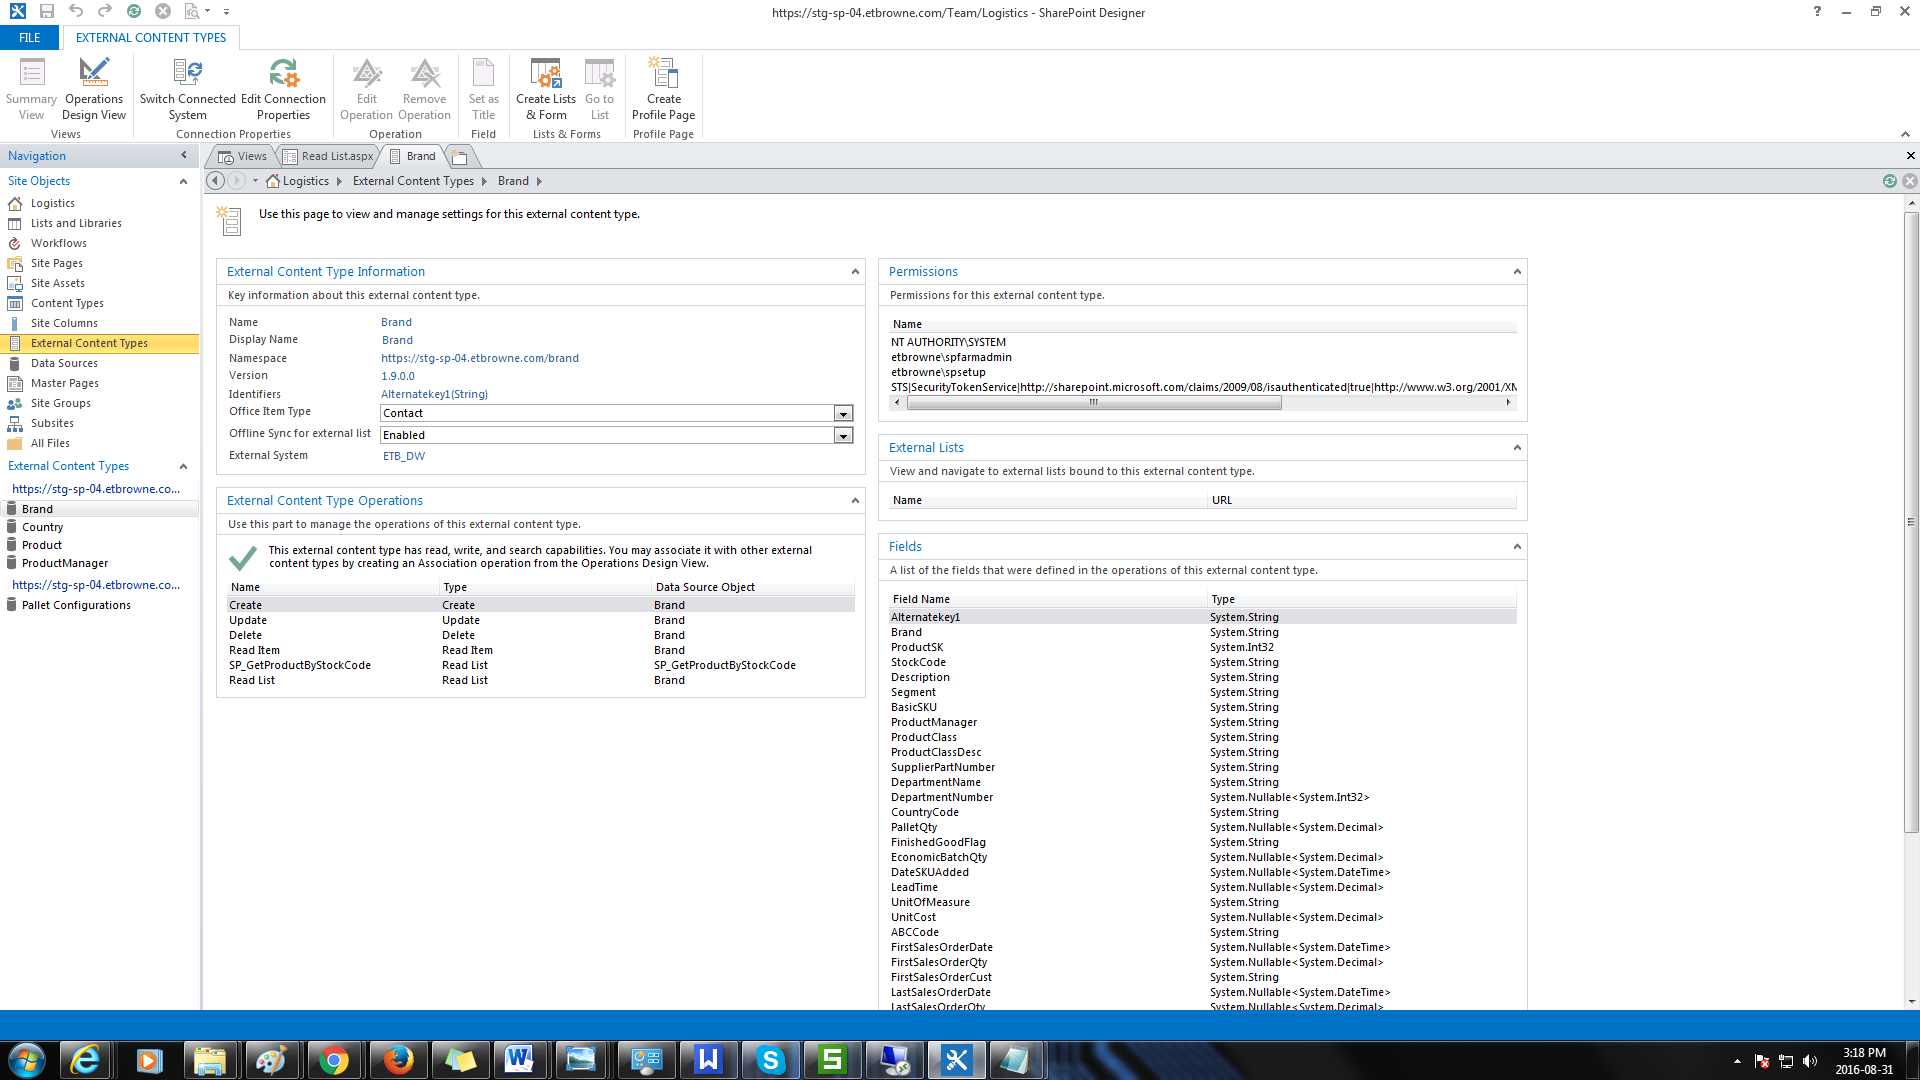 https://stg-sp-04.etbrowne.com/Team/Logistics - SharePoint Designer
FILE
EXTERNAL CONTENT TYPES
Summary View
Operations Design View
Views
Switch Connected System
Edit Connection Properties
Connection Properties
Edit Operation
Remove Operation
Operation
Set as Title
Field
Create Lists & Form
Go to List
Lists & Forms
Create Profile Page
Profile Page
Navigation
Site Objects
Logistics
Lists and Libraries
Workflows
Site Pages
Site Assets
Content Types
Site Columns
External Content Types
Data Sources
Master Pages
Site Groups
Subsites
All Files
External Content Types
https://stg-sp-04.etbrowne.co...
Brand
Country
Product
ProductManager
https://stg-sp-04.etbrowne.co...
Pallet Configurations
Views
Read List.aspx
Brand
Logistics
External Content Types
Brand
Use this page to view and manage settings for this external content type.
External Content Type Information
Key information about this external content type.
Name Brand
Display Name Brand
Namespace https://stg-sp-04.etbrowne.com/brand
Version 1.9.0.0
Identifiers Alternatekey1(String)
Office Item Type Contact
Offline Sync for external list Enabled
External System ETB_DW
External Content Type Operations
Use this part to manage the operations of this external content type.
This external content type has read, write, and search capabilities. You may associate it with other external
content types by creating an Association operation from the Operations Design View.
Name Type Data Source Object
Create Create Brand
Update Update Brand
Delete Delete Brand
Read Item Read Item Brand
SP_GetProductByStockCode Read List SP_GetProductByStockCode
Read List Read List Brand
Permissions
Permissions for this external content type.
Name
NT AUTHORITY\SYSTEM
etbrowne\spfarmadmin
etbrowne\spsetup
STS|SecurityTokenService|http://sharepoint.microsoft.com/claims/2009/08/isauthenticated|true|http://www.w3.org/2001/XM
External Lists
View and navigate to external lists bound to this external content type.
Name URL
Fields
A list of the fields that were defined in the operations of this external content type.
Field Name Type
Alternatekey1 System.String
Brand System.String
ProductSK System.Int32
StockCode System.String
Description System.String
Segment System.String
BasicSKU System.String
ProductManager System.String
ProductClass System.String
ProductClassDesc System.String
SupplierPartNumber System.String
DepartmentName System.String
DepartmentNumber System.Nullable<System.Int32>
CountryCode System.String
PalletQty System.Nullable<System.Decimal>
FinishedGoodFlag System.String
EconomicBatchQty System.Nullable<System.Decimal>
DateSKUAdded System.Nullable<System.DateTime>
LeadTime System.Nullable<System.Decimal>
UnitOfMeasure System.String
UnitCost System.Nullable<System.Decimal>
ABCCode System.String
FirstSalesOrderDate System.Nullable<System.DateTime>
FirstSalesOrderQty System.Nullable<System.Decimal>
FirstSalesOrderCust System.String
LastSalesOrderDate System.Nullable<System.DateTime>
LastSalesOrderQty System.Nullable<System.Decimal>
3:18 PM
2016-08-31